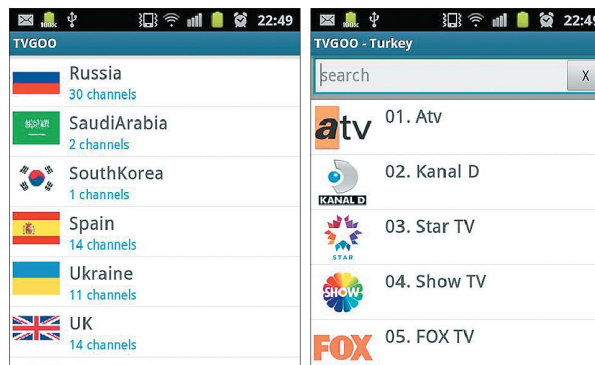 100%
22:49
TVGOO
Russia
30 channels
SaudiArabia
2 channels
SouthKorea
1 channels
Spain
14 channels
Ukraine
11 channels
UK
14 channels
100%
22:49
TVGOO - Turkey
search
X
atv
01. Atv
KANAL D
02. Kanal D
STAR
03. Star TV
SHOW
04. Show TV
FOX
05. FOX TV